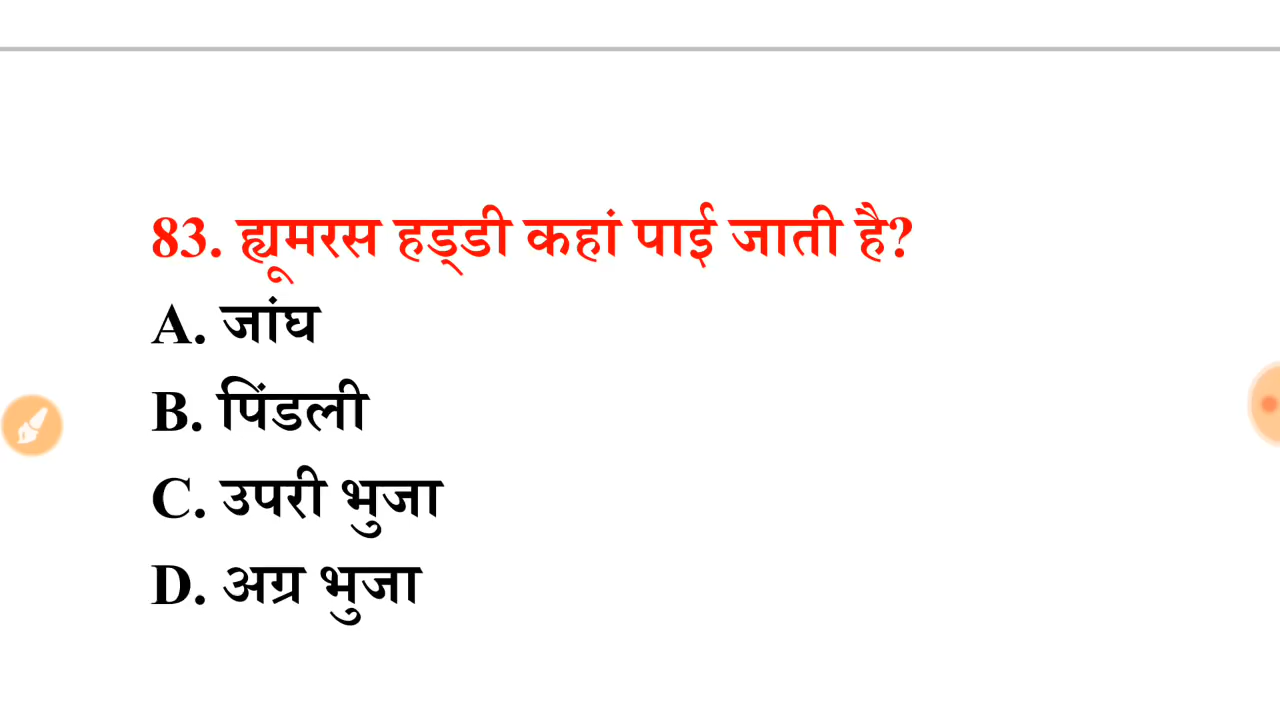 83. ह्यूमरस हड्डी कहां पाई जाती है?
A. जांघ
B. पिंडली
C. उपरी भुजा
D. अग्र भुजा